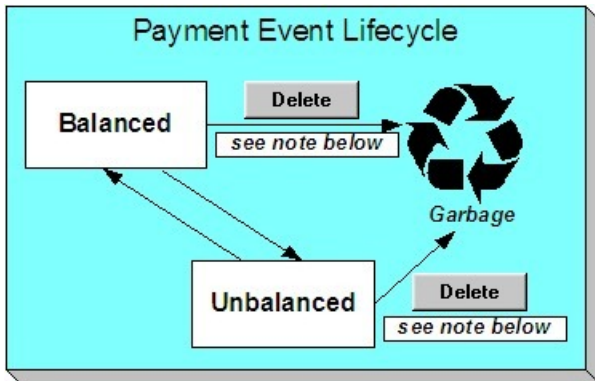 Payment Event Lifecycle
Delete
Balanced
see note below
Garbage
Unbalanced
Delete
see note below